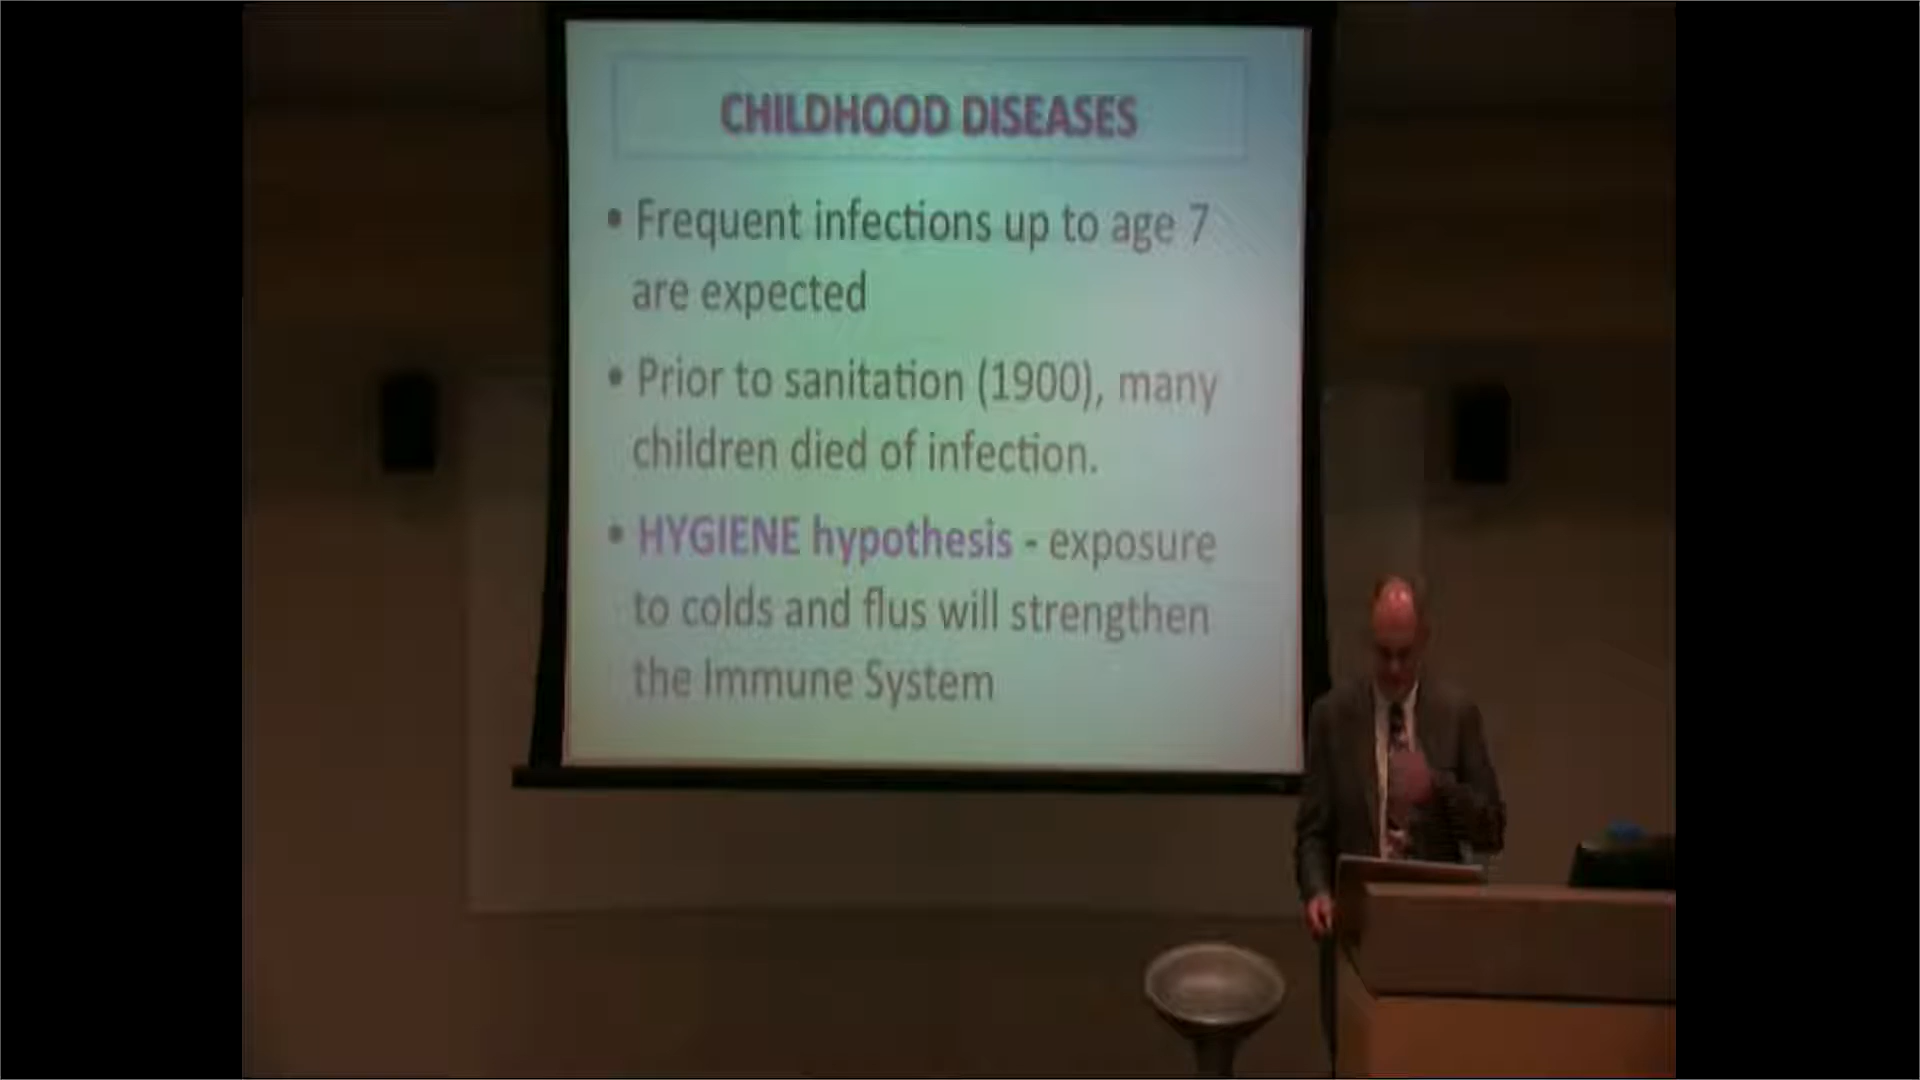 CHILDHOOD DISEASES
• Frequent infections up to age 7
are expected
• Prior to sanitation (1900), many
children died of infection.
• HYGIENE hypothesis - exposure
to colds and flus will strengthen
the Immune System